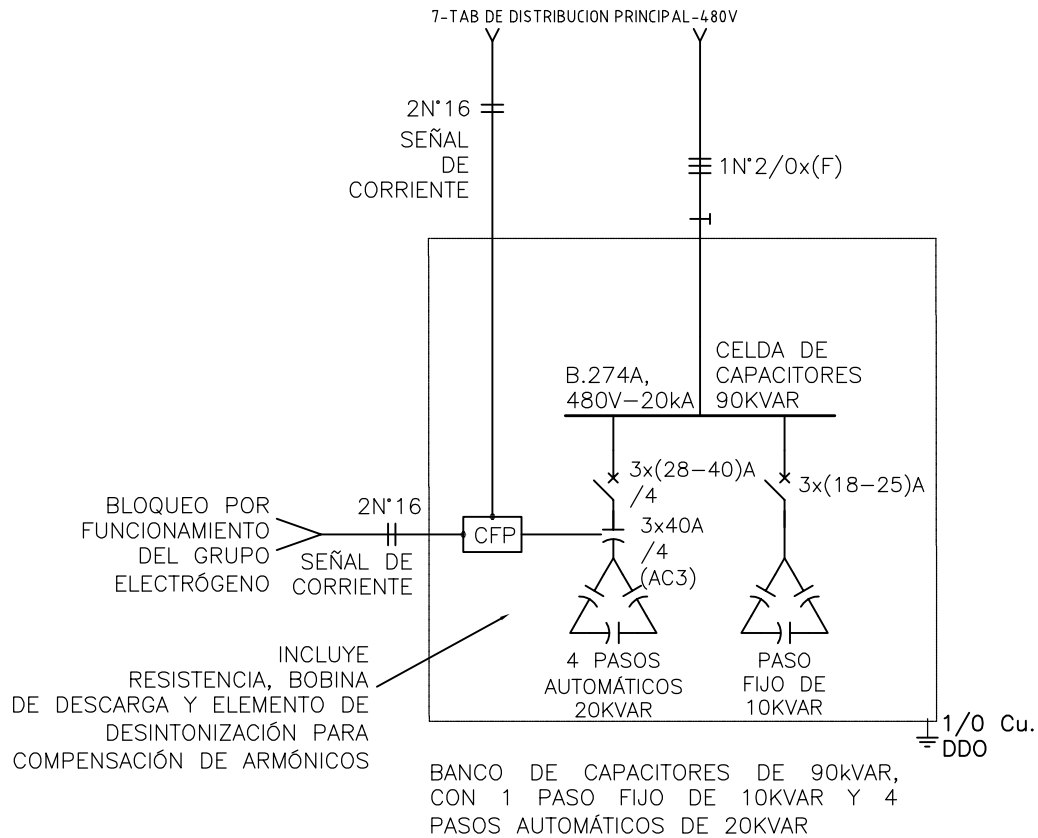 7-TAB DE DISTRIBUCION PRINCIPAL-480V
2N°16
SEÑAL
DE
CORRIENTE
1N°2/0x(F)
B.274A,
480V-20kA
CELDA DE
CAPACITORES
90KVAR
3x(28-40)A
/4
3x(18-25)A
BLOQUEO POR
FUNCIONAMIENTO
DEL GRUPO
ELECTRÓGENO
2N°16
SEÑAL DE
CORRIENTE
CFP
3x40A
/4
(AC3)
4 PASOS
AUTOMÁTICOS
20KVAR
PASO
FIJO DE
10KVAR
INCLUYE
RESISTENCIA, BOBINA
DE DESCARGA Y ELEMENTO DE
DESINTONIZACIÓN PARA
COMPENSACIÓN DE ARMÓNICOS
1/0 Cu.
DDO
BANCO DE CAPACITORES DE 90kVAR,
CON 1 PASO FIJO DE 10KVAR Y 4
PASOS AUTOMÁTICOS DE 20KVAR